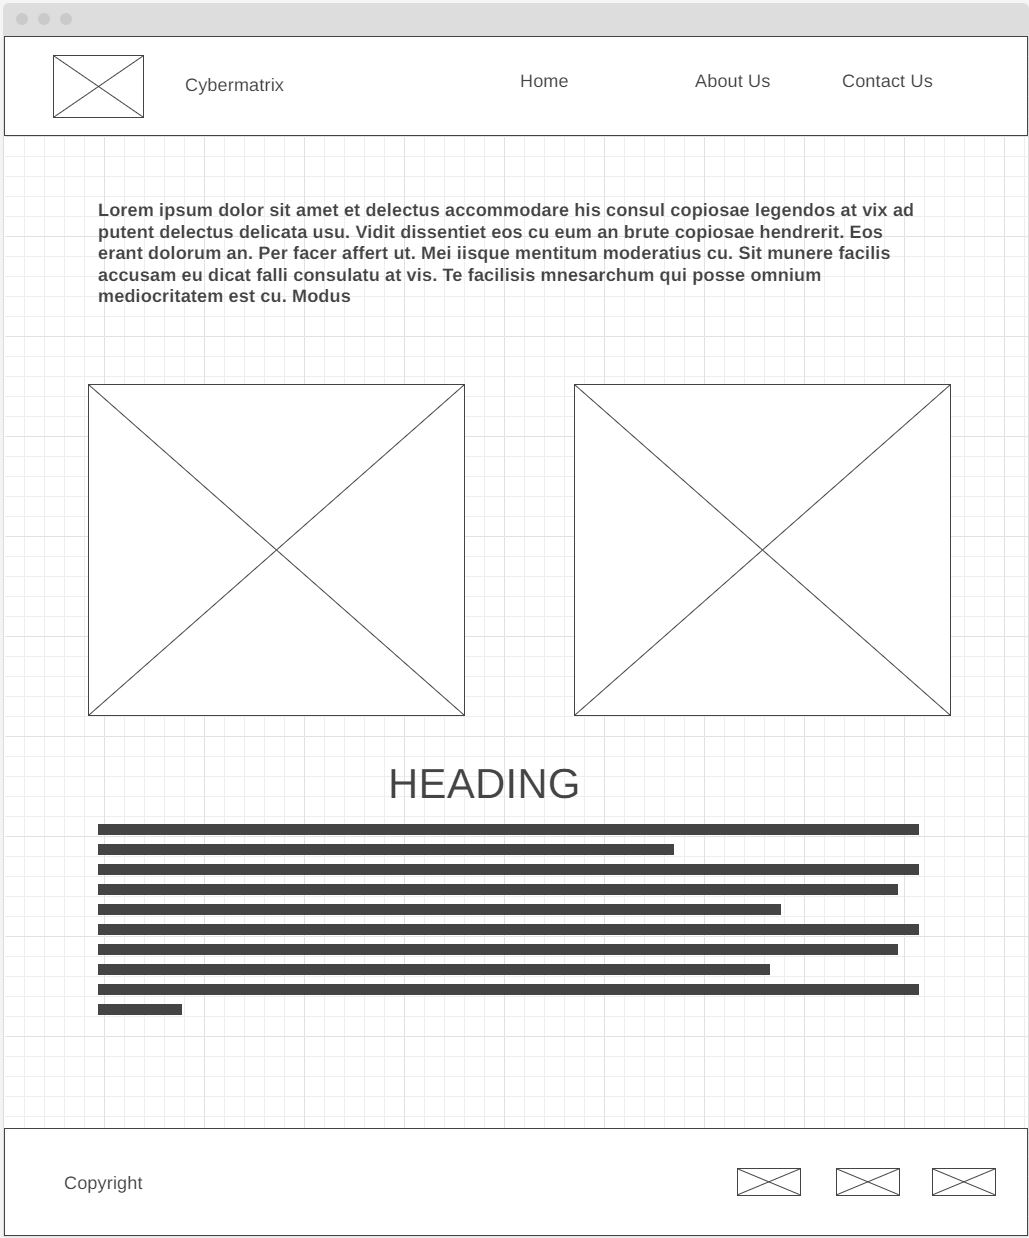 Cybermatrix Home About Us Contact Us
Lorem ipsum dolor sit amet et delectus accommodare his consul copiosae legendos at vix ad
putent delectus delicata usu. Vidit dissentiet eos cu eum an brute copiosae hendrerit. Eos
erant dolorum an. Per facer affert ut. Mei iisque mentitum moderatius cu. Sit munere facilis
accusam eu dicat falli consulatu at vis. Te facilisis mnesarchum qui posse omnium
mediocritatem est cu. Modus
HEADING
Copyright